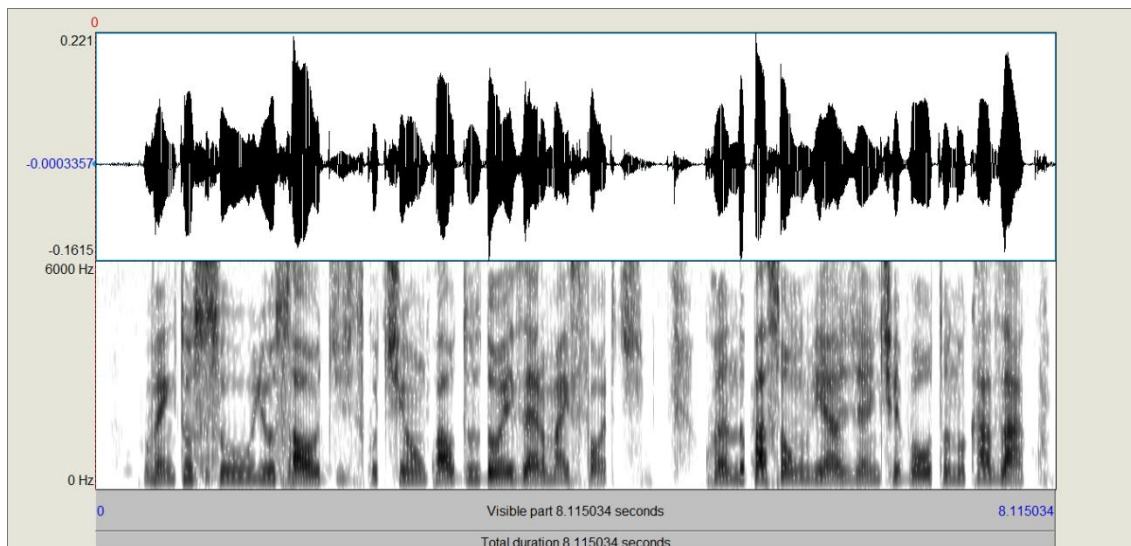 0
0.221
-0.0003357
-0.1615
6000 Hz
0 Hz
0 Visible part 8.115034 seconds 8.115034
Total duration 8.115034 seconds